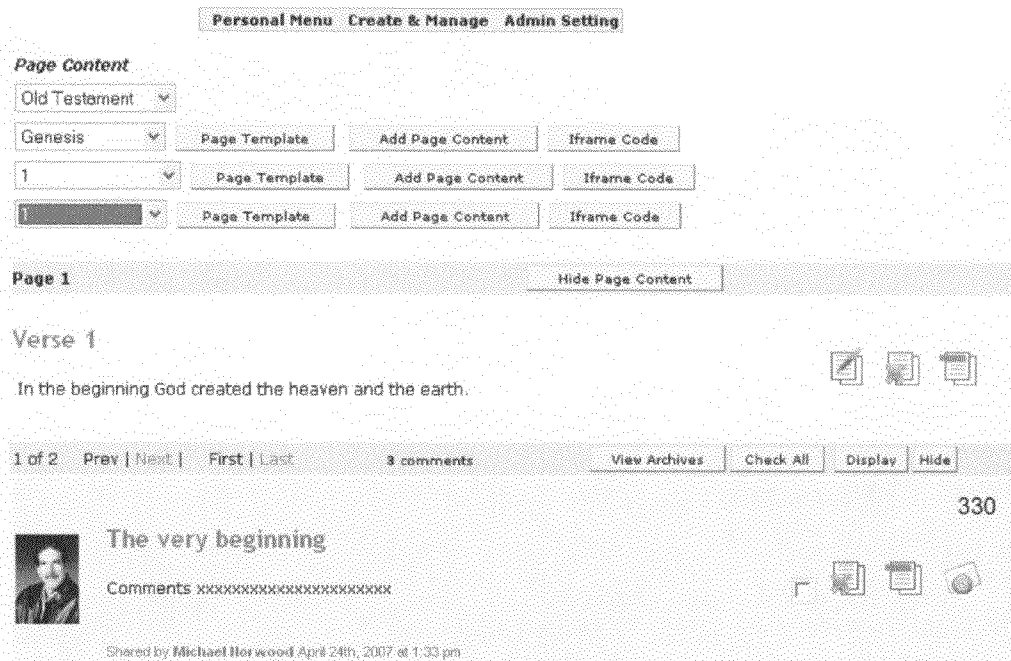 Personal Menu Create & Manage Admin Setting
Page Content
Old Testament
Genesis Page Template Add Page Content Iframe Code
1 Page Template Add Page Content Iframe Code
1 Page Template Add Page Content Iframe Code
Page 1 Hide Page Content
Verse 1
In the beginning God created the heaven and the earth.
1 of 2 Prev | Next | First | Last 3 comments View Archives Check All Display Hide
330
The very beginning
Comments xxxxxxxxxxxxxxxxxxxxxx
Shared by Michael Horwood April 24th, 2007 at 1:33 pm